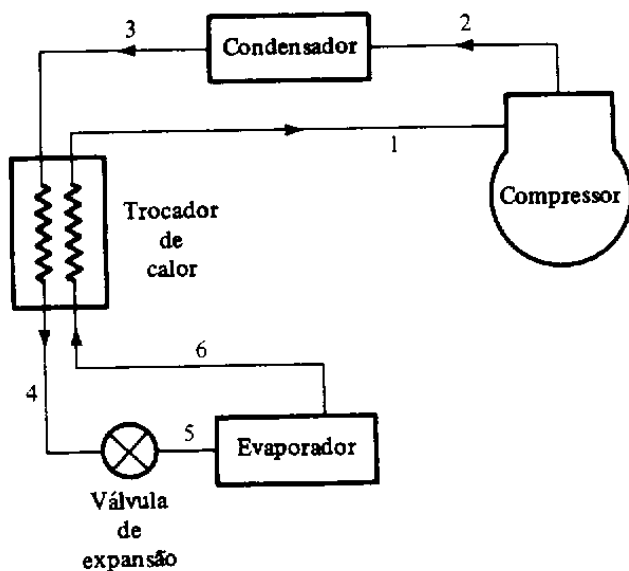 3
2
Condensador
1
Compressor
Trocador
de
calor
6
4
5
Evaporador
Válvula
de
expansão